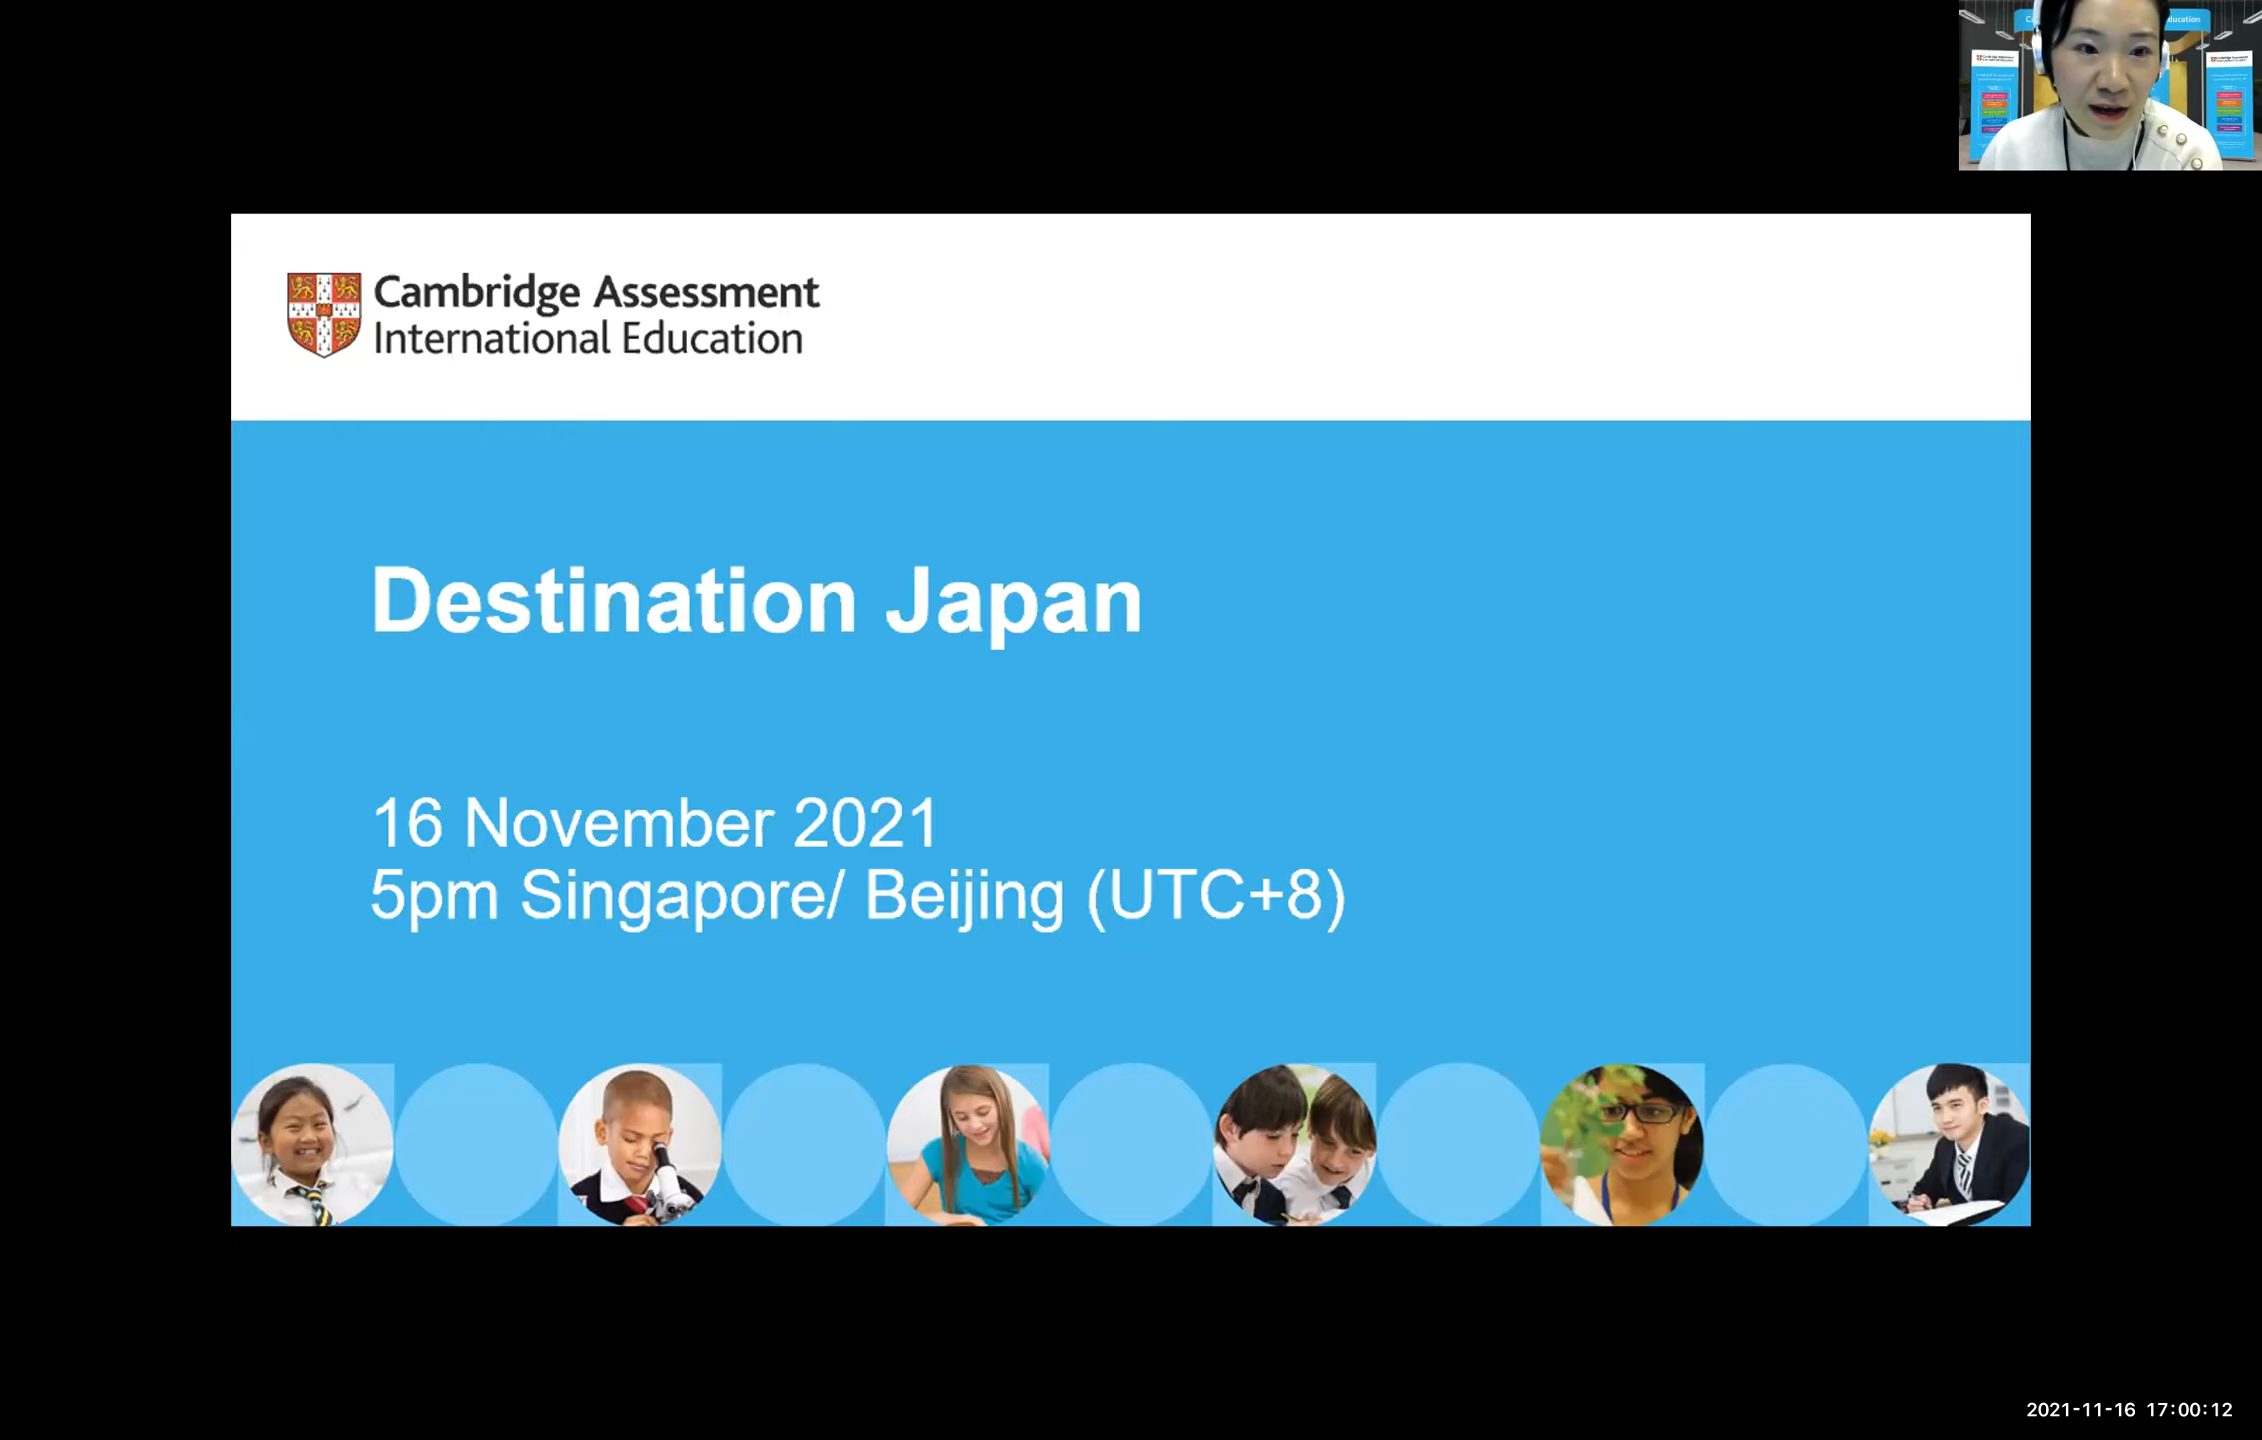 Cambridge Assessment
International Education
Destination Japan
16 November 2021
5pm Singapore/ Beijing (UTC+8)
2021-11-16 17:00:12